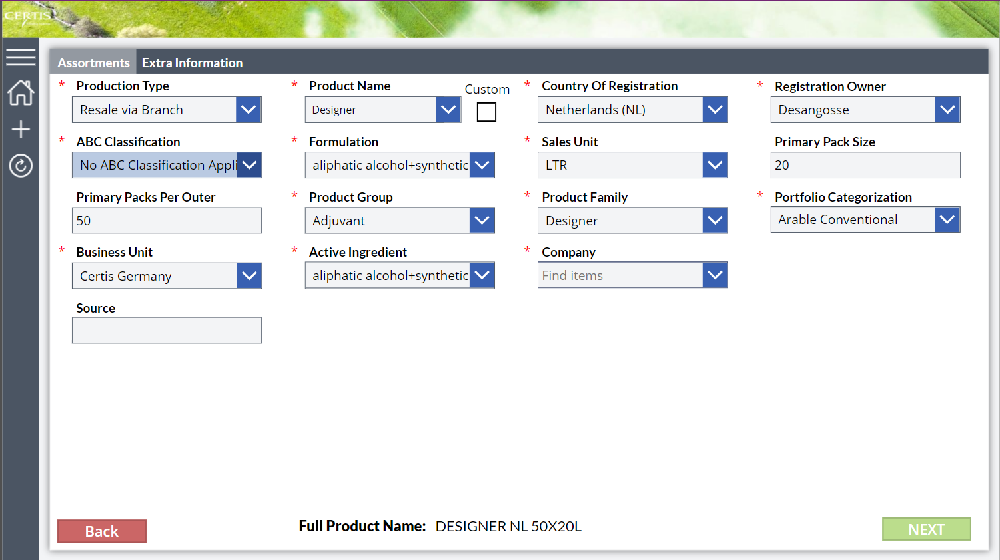 CERTIS
Assortments Extra Information
* Production Type
Resale via Branch
* Product Name
Designer
Custom
* Country Of Registration
Netherlands (NL)
* Registration Owner
Desangosse
* ABC Classification
No ABC Classification Appli
* Formulation
aliphatic alcohol+synthetic
* Sales Unit
LTR
Primary Pack Size
20
Primary Packs Per Outer
50
* Product Group
Adjuvant
* Product Family
Designer
* Portfolio Categorization
Arable Conventional
* Business Unit
Certis Germany
* Active Ingredient
aliphatic alcohol+synthetic
* Company
Find items
Source
Back
Full Product Name: DESIGNER NL 50X20L
NEXT